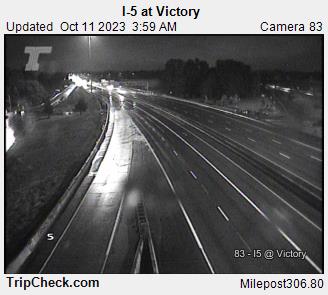 I-5 at Victory
Updated Oct 11 2023 3:59 AM Camera 83
T
S
83 - I5 @ Victory
TripCheck.com Milepost306.80